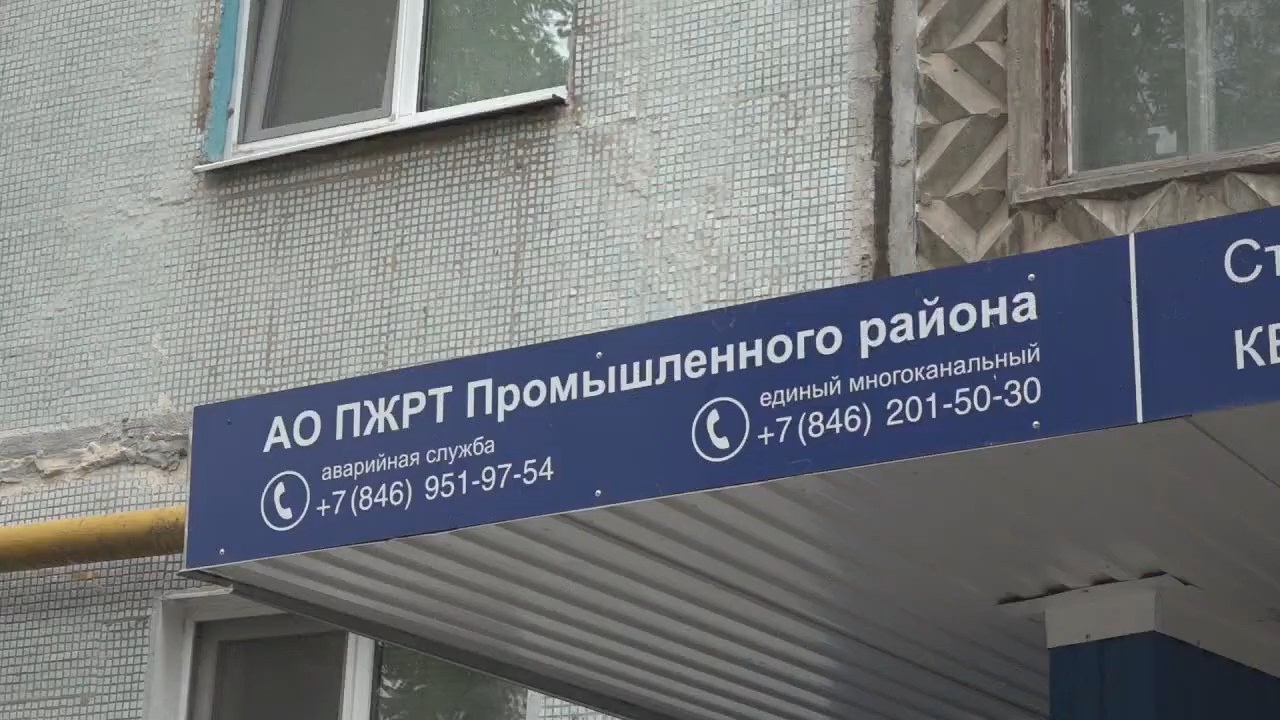 АО ПЖРТ Промышленного района
аварийная служба
+7 (846) 951-97-54
единый многоканальный
+7 (846) 201-50-30